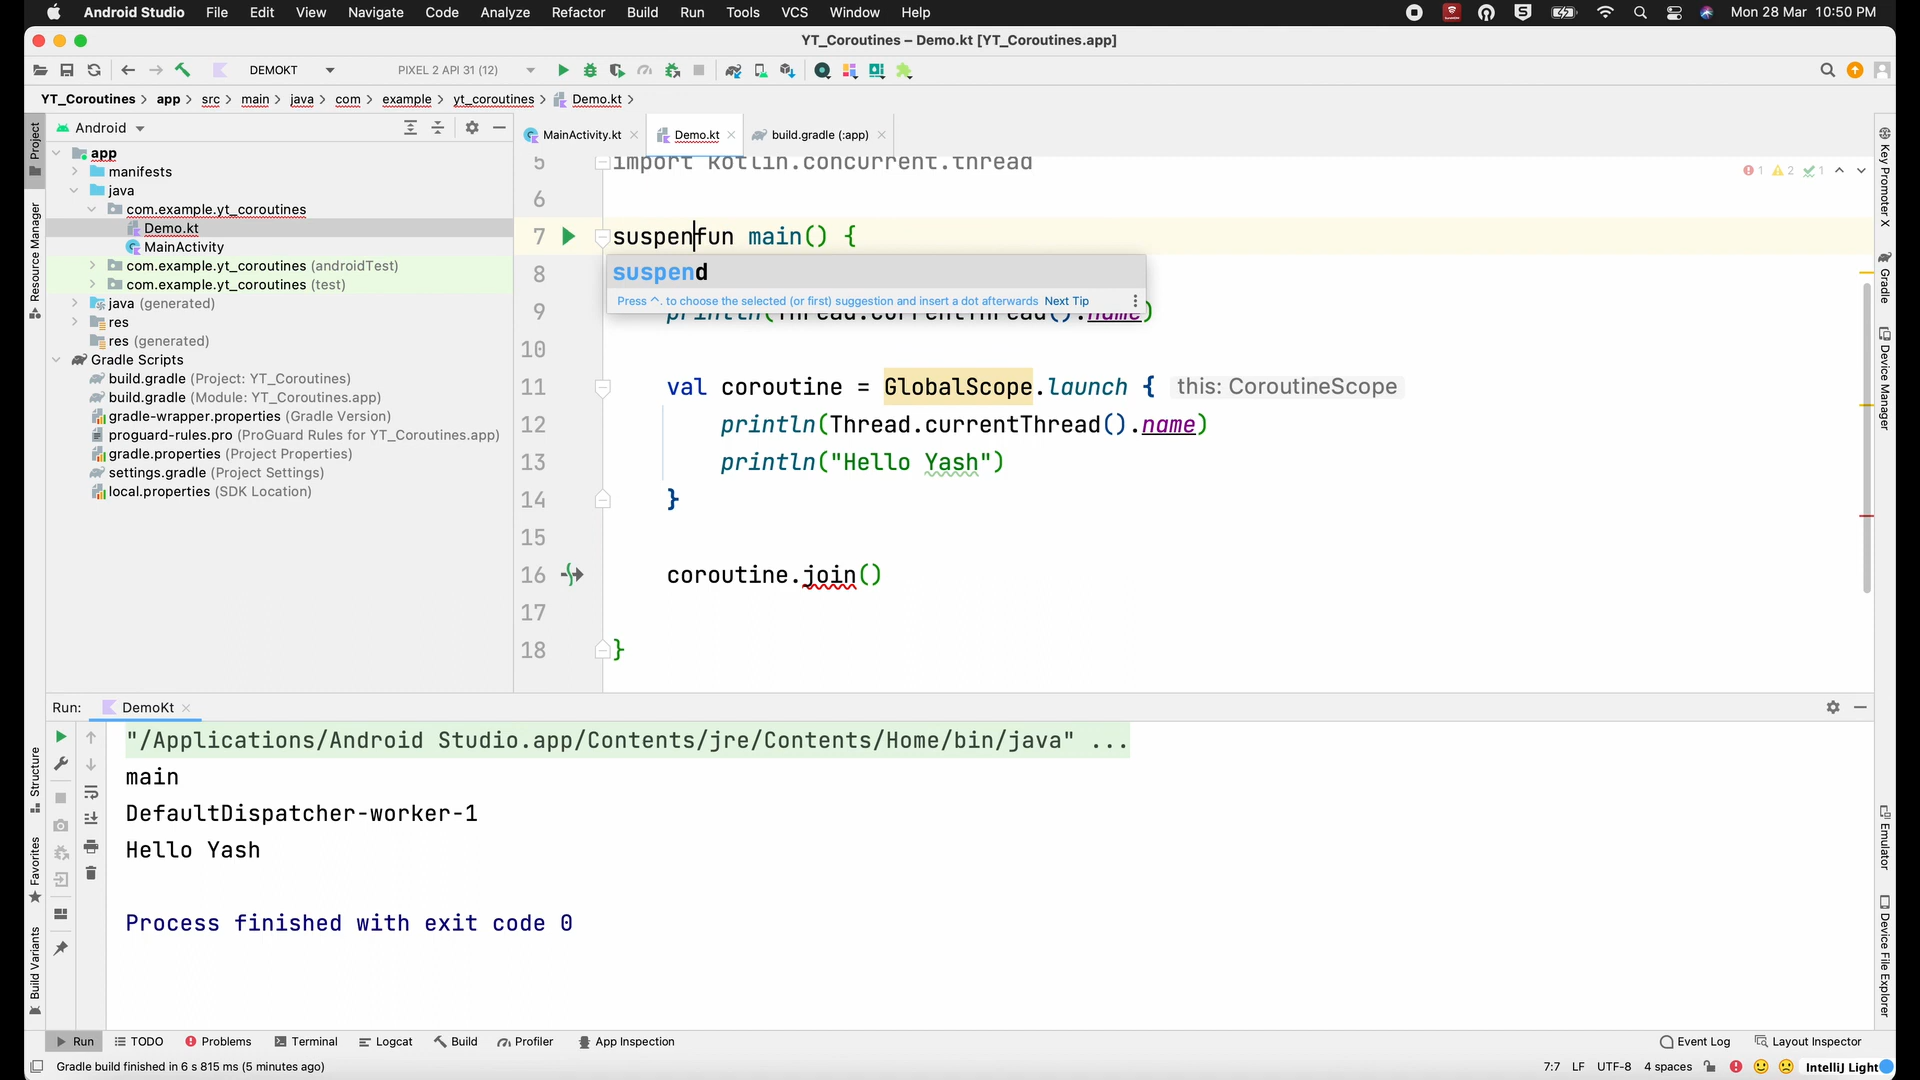 Android Studio File Edit View Navigate Code Analyze Refactor Build Run Tools VCS Window Help Mon 28 Mar 10:50 PM
YT_Coroutines – Demo.kt [YT_Coroutines.app]
DEMOKT PIXEL 2 API 31 (12)
YT_Coroutines app src main java com example yt_coroutines Demo.kt
Android
MainActivity.kt Demo.kt build.gradle (:app)
Project
Resource Manager
Structure
Favorites
Build Variants
app
manifests
java
com.example.yt_coroutines
Demo.kt
MainActivity
com.example.yt_coroutines (androidTest)
com.example.yt_coroutines (test)
java (generated)
res
res (generated)
Gradle Scripts
build.gradle (Project: YT_Coroutines)
build.gradle (Module: YT_Coroutines.app)
gradle-wrapper.properties (Gradle Version)
proguard-rules.pro (ProGuard Rules for YT_Coroutines.app)
gradle.properties (Project Properties)
settings.gradle (Project Settings)
local.properties (SDK Location)
5 import kotlin.concurrent.thread
1 2 1
6
7 suspenfun main() {
8
suspend
Press ^. to choose the selected (or first) suggestion and insert a dot afterwards Next Tip
9 println(Thread.currentThread().name)
10
11 val coroutine = GlobalScope.launch { this: CoroutineScope
12 println(Thread.currentThread().name)
13 println("Hello Yash")
14 }
15
16 coroutine.join()
17
18 }
Key Promoter X
Gradle
Device Manager
Emulator
Device File Explorer
Run: DemoKt
"/Applications/Android Studio.app/Contents/jre/Contents/Home/bin/java" ...
main
DefaultDispatcher-worker-1
Hello Yash
Process finished with exit code 0
Run TODO Problems Terminal Logcat Build Profiler App Inspection Event Log Layout Inspector
Gradle build finished in 6 s 815 ms (5 minutes ago) 7:7 LF UTF-8 4 spaces IntelliJ Light